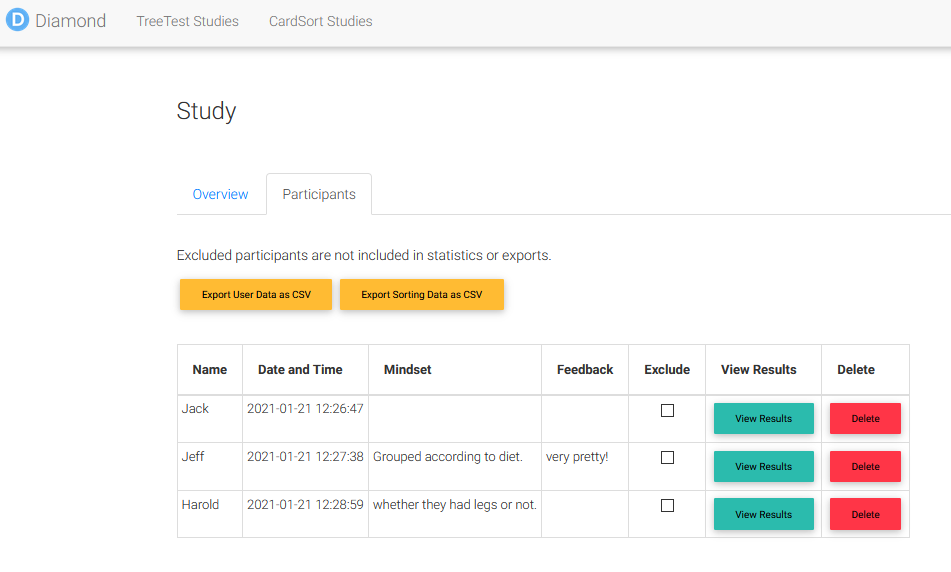 D Diamond TreeTest Studies CardSort Studies
Study
Overview Participants
Excluded participants are not included in statistics or exports.
Export User Data as CSV Export Sorting Data as CSV
Name Date and Time Mindset Feedback Exclude View Results Delete
Jack 2021-01-21 12:26:47 View Results Delete
Jeff 2021-01-21 12:27:38 Grouped according to diet. very pretty! View Results Delete
Harold 2021-01-21 12:28:59 whether they had legs or not. View Results Delete